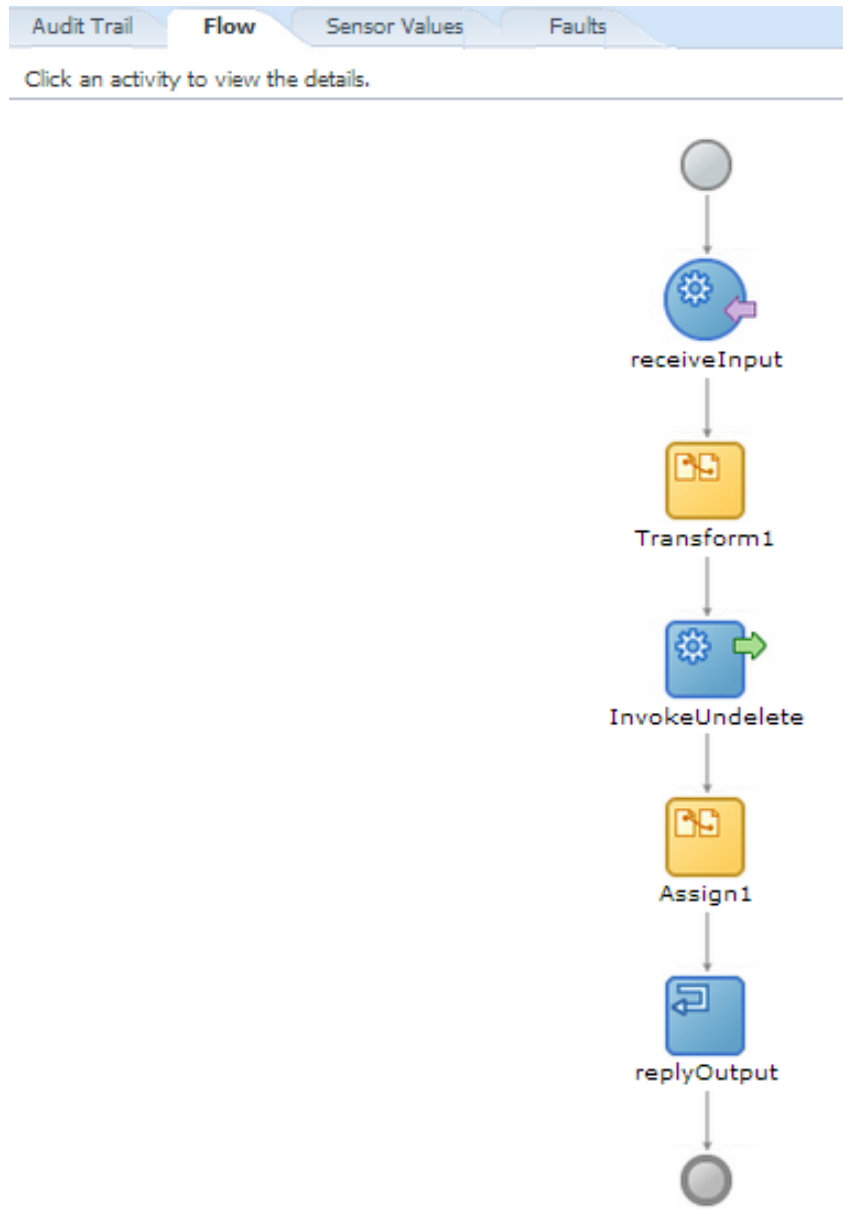 Audit Trail Flow Sensor Values Faults
Click an activity to view the details.
receiveInput
Transform1
InvokeUndelete
Assign1
replyOutput